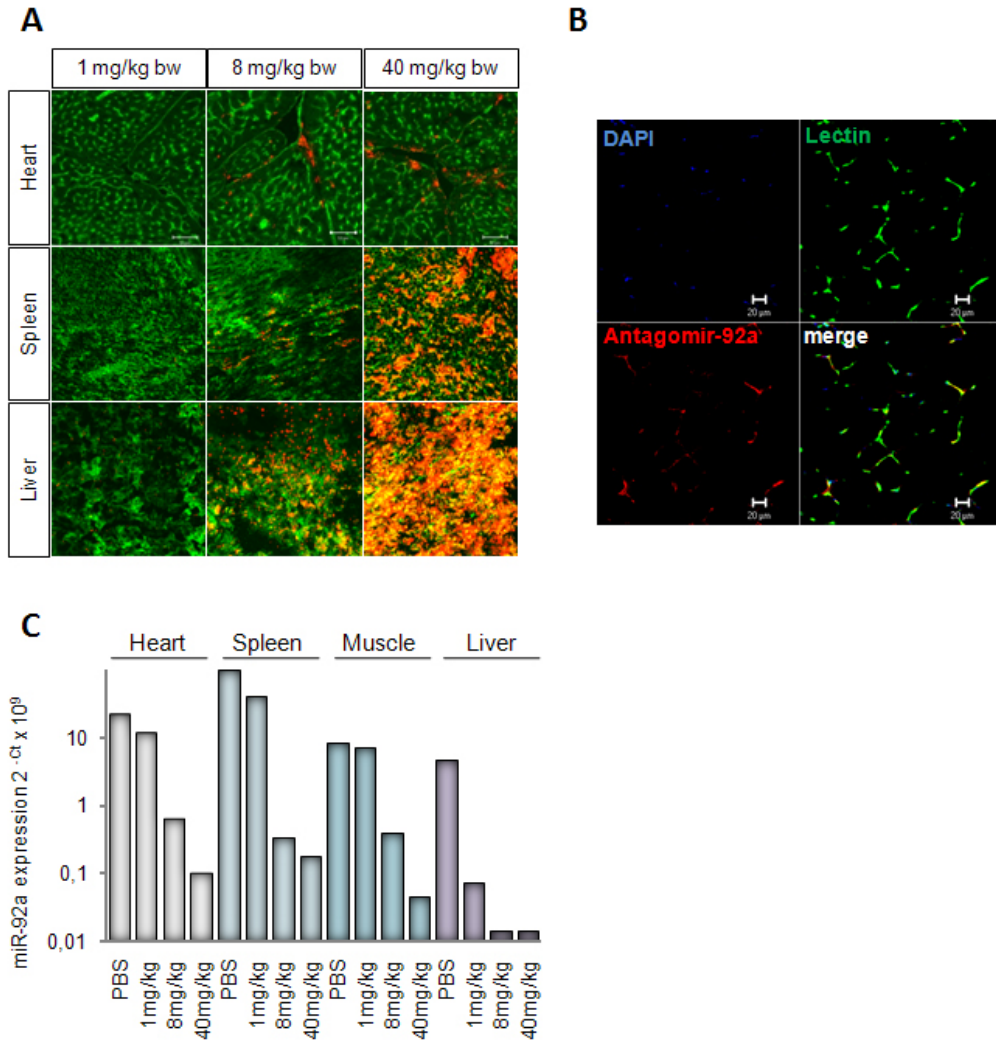 A
1 mg/kg bw 8 mg/kg bw 40 mg/kg bw
Heart
Spleen
Liver
B
DAPI Lectin
20 µm 20 µm
Antagomir-92a merge
20 µm 20 µm
C
Heart Spleen Muscle Liver
miR-92a expression 2 -Ct x 10⁹
10
1
0,1
0,01
PBS 1mg/kg 8mg/kg 40mg/kg PBS 1mg/kg 8mg/kg 40mg/kg PBS 1mg/kg 8mg/kg 40mg/kg PBS 1mg/kg 8mg/kg 40mg/kg